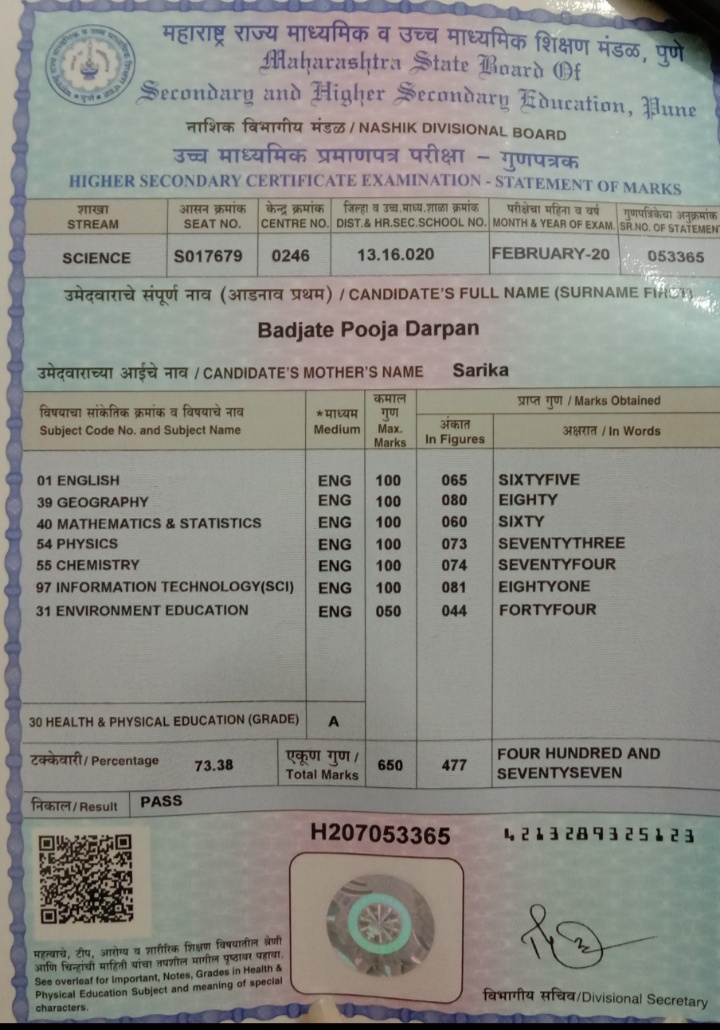 महाराष्ट्र राज्य माध्यमिक व उच्च माध्यमिक शिक्षण मंडळ, पुणे
Maharashtra State Board Of
Secondary and Higher Secondary Education, Pune
नाशिक विभागीय मंडळ / NASHIK DIVISIONAL BOARD
उच्च माध्यमिक प्रमाणपत्र परीक्षा – गुणपत्रक
HIGHER SECONDARY CERTIFICATE EXAMINATION - STATEMENT OF MARKS
शाखा आसन क्रमांक केन्द्र क्रमांक जिल्हा व उच्च.माध्य.शाळा क्रमांक परीक्षेचा महिना व वर्ष गुणपत्रिकेचा अनुक्रमांक
STREAM SEAT NO. CENTRE NO. DIST.& HR.SEC.SCHOOL NO. MONTH & YEAR OF EXAM. SR.NO. OF STATEMENT
SCIENCE S017679 0246 13.16.020 FEBRUARY-20 053365
उमेदवाराचे संपूर्ण नाव (आडनाव प्रथम) / CANDIDATE'S FULL NAME (SURNAME FIRST)
Badjate Pooja Darpan
उमेदवाराच्या आईचे नाव / CANDIDATE'S MOTHER'S NAME Sarika
विषयाचा सांकेतिक क्रमांक व विषयाचे नाव *माध्यम कमाल गुण प्राप्त गुण / Marks Obtained
Subject Code No. and Subject Name Medium Max. Marks अंकात In Figures अक्षरात / In Words
01 ENGLISH ENG 100 065 SIXTYFIVE
39 GEOGRAPHY ENG 100 080 EIGHTY
40 MATHEMATICS & STATISTICS ENG 100 060 SIXTY
54 PHYSICS ENG 100 073 SEVENTYTHREE
55 CHEMISTRY ENG 100 074 SEVENTYFOUR
97 INFORMATION TECHNOLOGY(SCI) ENG 100 081 EIGHTYONE
31 ENVIRONMENT EDUCATION ENG 050 044 FORTYFOUR
30 HEALTH & PHYSICAL EDUCATION (GRADE) A
टक्केवारी / Percentage 73.38 एकूण गुण / Total Marks 650 477 FOUR HUNDRED AND
SEVENTYSEVEN
निकाल / Result PASS
H207053365 4213289325123
महत्वाचे, टीप, आरोग्य व शारीरिक शिक्षण विषयातील श्रेणी
आणि चिन्हांची माहिती यांचा तपशील मागील पृष्ठावर पहावा.
See overleaf for Important, Notes, Grades in Health &
Physical Education Subject and meaning of special
characters.
विभागीय सचिव/Divisional Secretary